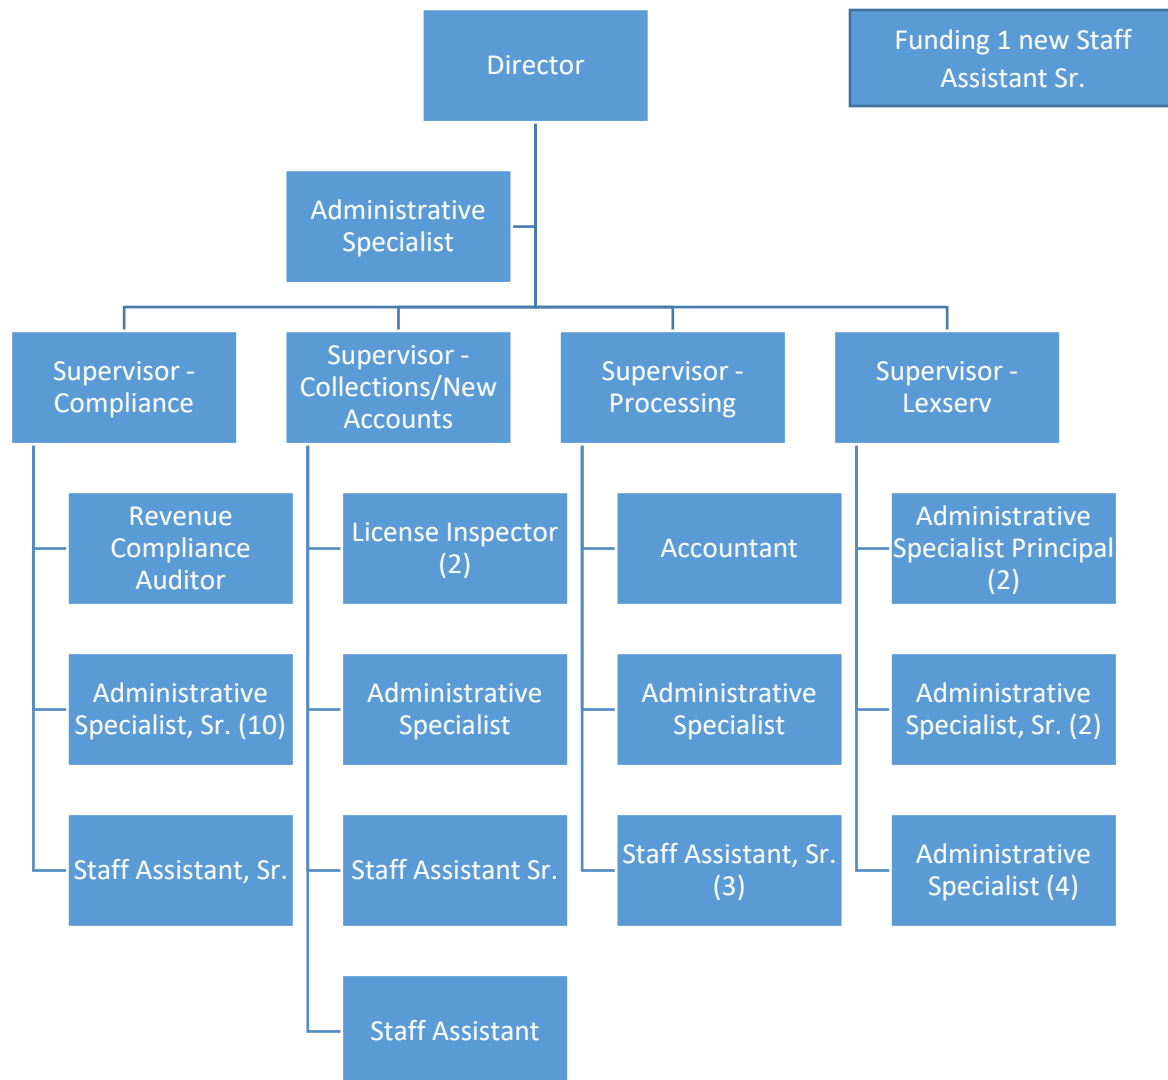 Director
Funding 1 new Staff
Assistant Sr.
Administrative
Specialist
Supervisor -
Compliance
Supervisor -
Collections/New
Accounts
Supervisor -
Processing
Supervisor -
Lexserv
Revenue
Compliance
Auditor
License Inspector
(2)
Accountant
Administrative
Specialist Principal
(2)
Administrative
Specialist, Sr. (10)
Administrative
Specialist
Administrative
Specialist
Administrative
Specialist, Sr. (2)
Staff Assistant, Sr.
Staff Assistant Sr.
Staff Assistant, Sr.
(3)
Administrative
Specialist (4)
Staff Assistant